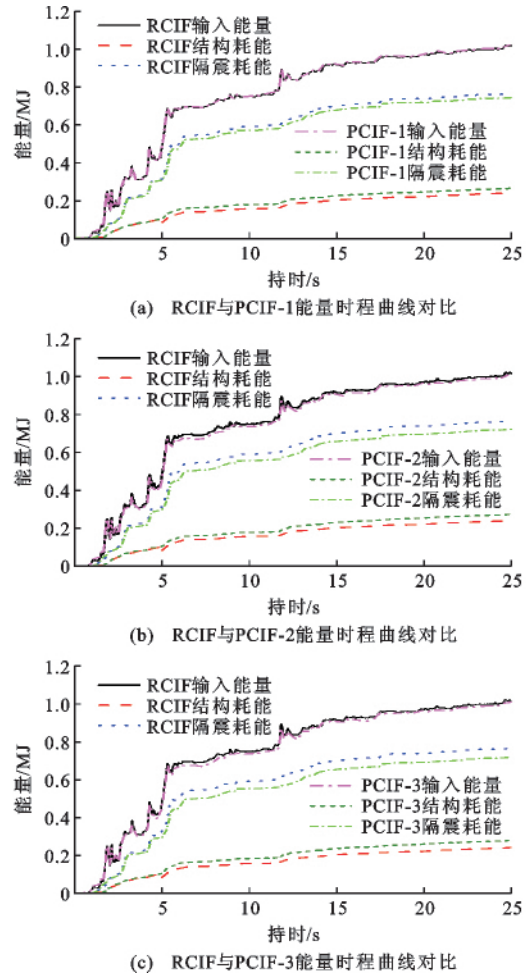 1.2
1.0
0.8
0.6
0.4
0.2
0
能量/MJ
RCIF输入能量
RCIF结构耗能
RCIF隔震耗能
PCIF-1输入能量
PCIF-1结构耗能
PCIF-1隔震耗能
5 10 15 20 25
持时/s
(a) RCIF与PCIF-1能量时程曲线对比
1.2
1.0
0.8
0.6
0.4
0.2
0
能量/MJ
RCIF输入能量
RCIF结构耗能
RCIF隔震耗能
PCIF-2输入能量
PCIF-2结构耗能
PCIF-2隔震耗能
5 10 15 20 25
持时/s
(b) RCIF与PCIF-2能量时程曲线对比
1.2
1.0
0.8
0.6
0.4
0.2
0
能量/MJ
RCIF输入能量
RCIF结构耗能
RCIF隔震耗能
PCIF-3输入能量
PCIF-3结构耗能
PCIF-3隔震耗能
5 10 15 20 25
持时/s
(c) RCIF与PCIF-3能量时程曲线对比